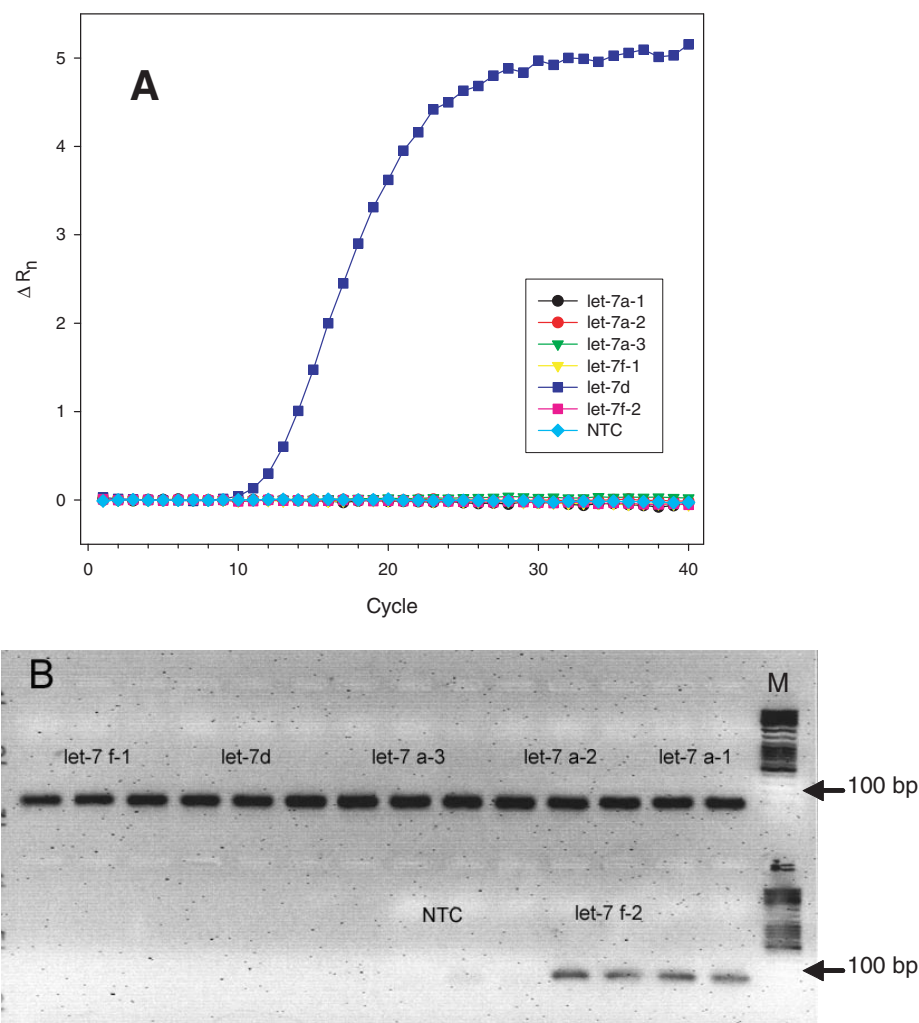 A
5
4
3
2
1
0
Δ Rn
let-7a-1
let-7a-2
let-7a-3
let-7f-1
let-7d
let-7f-2
NTC
0 10 20 30 40
Cycle
B
M
let-7 f-1 let-7d let-7 a-3 let-7 a-2 let-7 a-1
100 bp
NTC let-7 f-2
100 bp